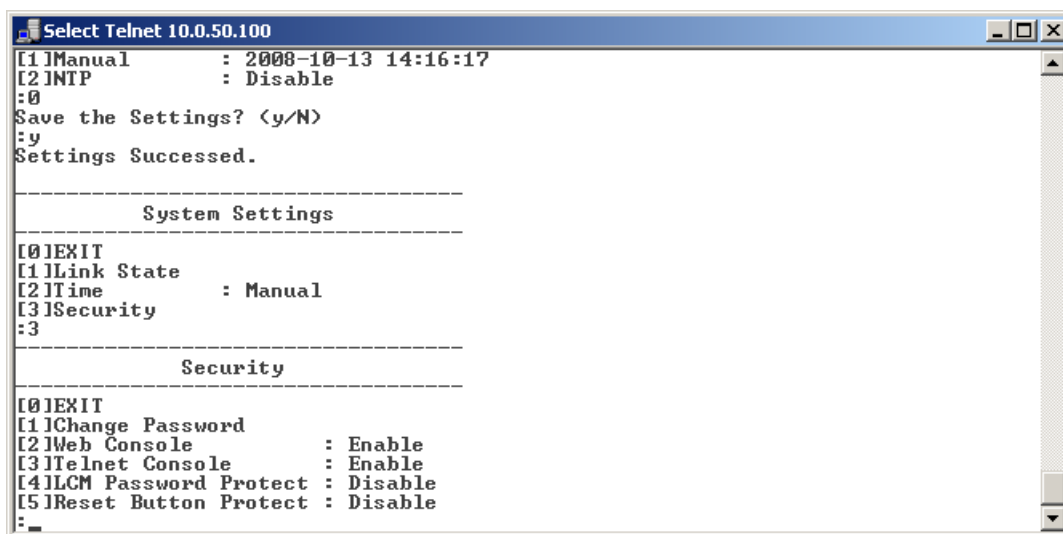 Select Telnet 10.0.50.100
[1]Manual : 2008-10-13 14:16:17
[2]NTP : Disable
:0
Save the Settings? (y/N)
:y
Settings Successed.
-----------------------------------
System Settings
-----------------------------------
[0]EXIT
[1]Link State
[2]Time : Manual
[3]Security
:3
-----------------------------------
Security
-----------------------------------
[0]EXIT
[1]Change Password
[2]Web Console : Enable
[3]Telnet Console : Enable
[4]LCM Password Protect : Disable
[5]Reset Button Protect : Disable
:_